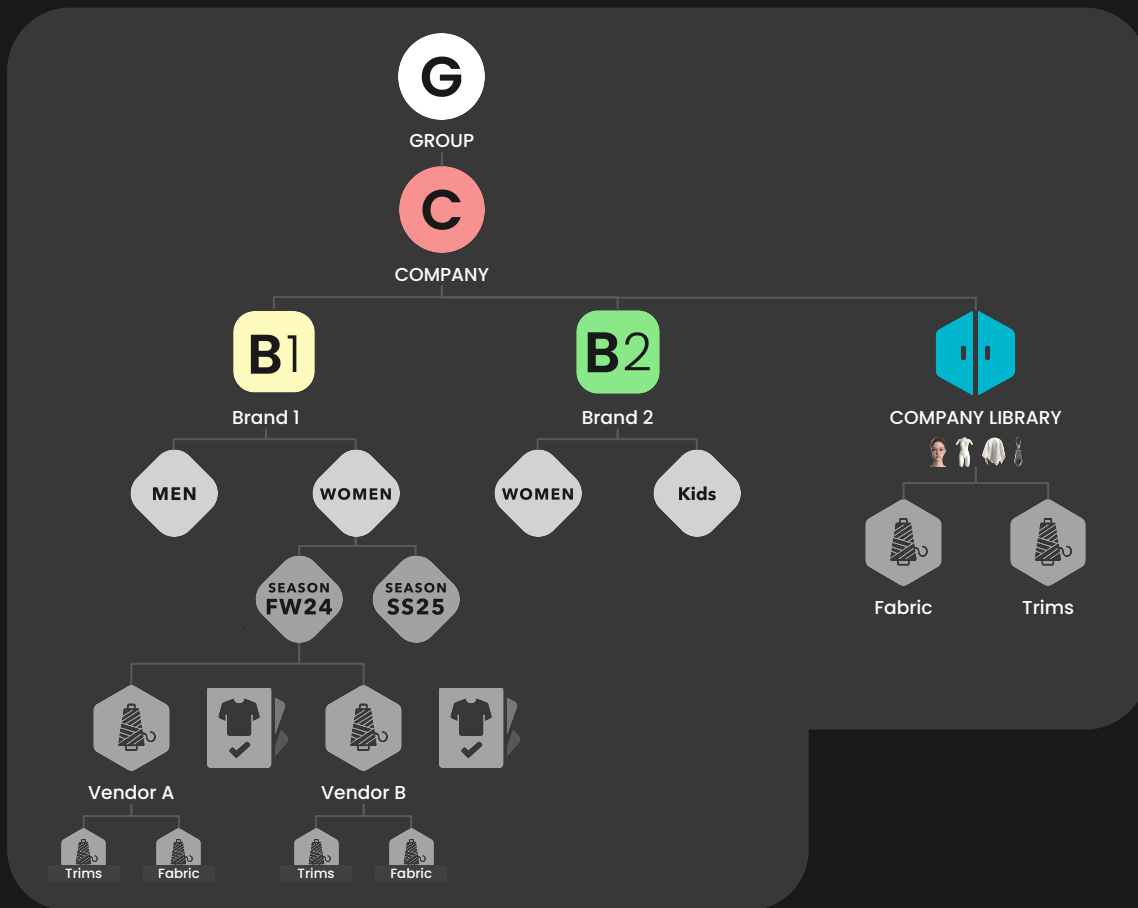 G
GROUP
C
COMPANY
B1
B2
Brand 1
Brand 2
COMPANY LIBRARY
MEN
WOMEN
WOMEN
Kids
SEASON
FW24
SEASON
SS25
Fabric
Trims
Vendor A
Vendor B
Trims
Fabric
Trims
Fabric